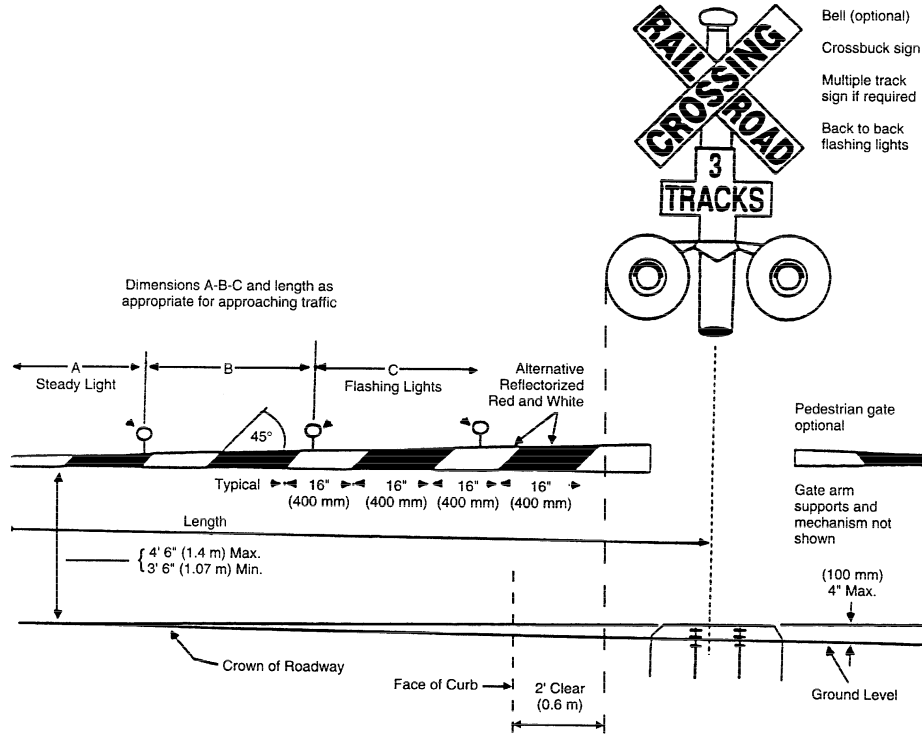 Bell (optional)
Crossbuck sign
Multiple track
sign if required
Back to back
flashing lights
RAIL ROAD
CROSSING
3
TRACKS
Dimensions A-B-C and length as
appropriate for approaching traffic
A
Steady Light
B
C
Flashing Lights
Alternative
Reflectorized
Red and White
45°
Pedestrian gate
optional
Typical
16"
(400 mm)
16"
(400 mm)
16"
(400 mm)
16"
(400 mm)
Gate arm
supports and
mechanism not
shown
Length
4' 6" (1.4 m) Max.
3' 6" (1.07 m) Min.
(100 mm)
4" Max.
Crown of Roadway
Face of Curb
2' Clear
(0.6 m)
Ground Level